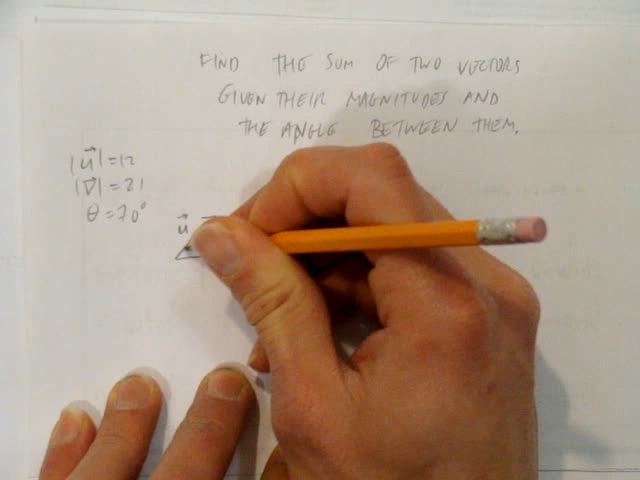 FIND THE SUM OF TWO VECTORS
GIVEN THEIR MAGNITUDES AND
THE ANGLE BETWEEN THEM.
|u⃗|=12
|v⃗|=21
θ=70°
u⃗